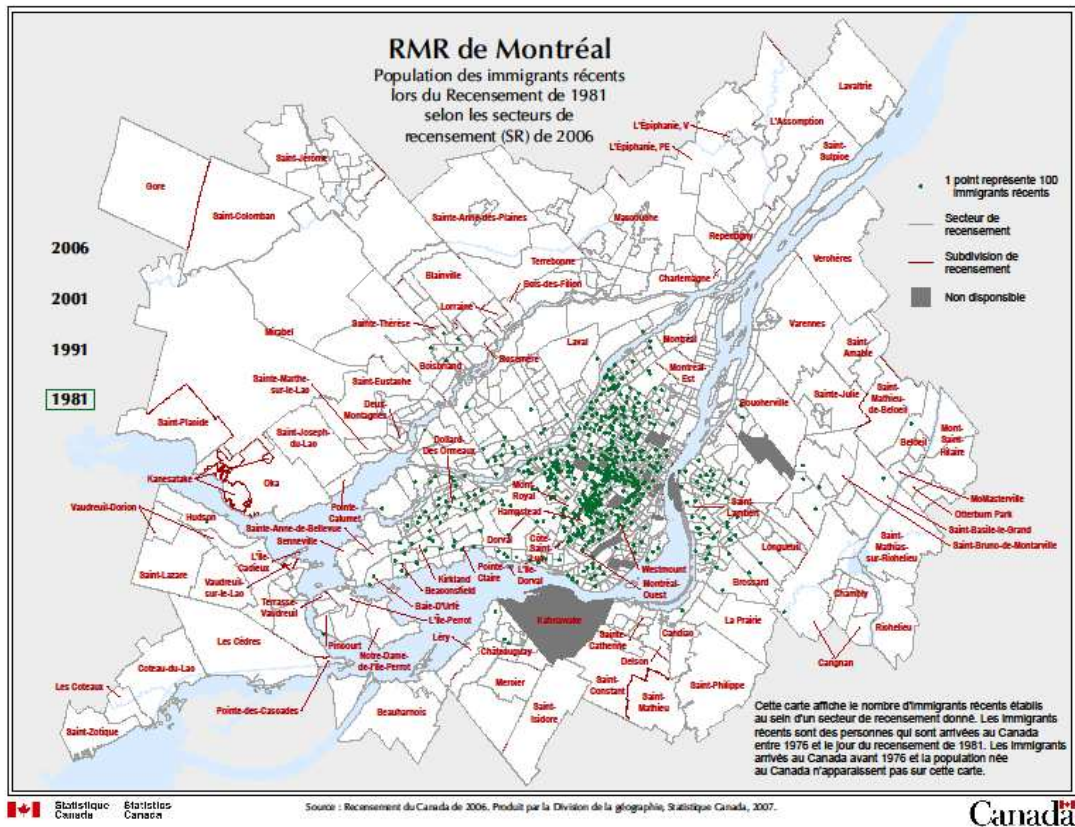 RMR de Montréal
Population des immigrants récents
lors du Recensement de 1981
selon les secteurs de
recensement (SR) de 2006
1 point représente 100
immigrants récents
Secteur de
recensement
Subdivision de
recensement
Non disponible
2006
2001
1991
1981
Lavaltrie
L'Assomption
L'Épiphanie, V
L'Épiphanie, PE
Saint-
Sulpice
Saint-Jérôme
Gore
Saint-Colomban
Sainte-Anne-des-Plaines
Mascouche
Repentigny
Verchères
Terrebonne
Blainville
Bois-des-Filion
Charlemagne
Lorraine
Sainte-Thérèse
Mirabel
Laval
Montréal
Varennes
Boisbriand
Rosemère
Montréal-
Est
Saint-
Amable
Sainte-Marthe-
sur-le-Lac
Saint-Eustache
Deux-
Montagnes
Boucherville
Sainte-Julie
Saint-
Mathieu-
de-Beloeil
Saint-Placide
Saint-Joseph-
du-Lac
Dollard-
Des Ormeaux
Beloeil
Mont-
Saint-
Hilaire
Kanesatake
Oka
Mont-
Royal
Hampstead
Saint-
Lambert
McMasterville
Otterburn Park
Saint-Basile-le-Grand
Saint-Bruno-de-Montarville
Vaudreuil-Dorion
Hudson
Pointe-
Calumet
Sainte-Anne-de-Bellevue
Senneville
Dorval
Côte-
Saint-Luc
Longueuil
Saint-
Mathias-
sur-Richelieu
L'Île-
Cadieux
Pointe-
Claire
L'Île-
Dorval
Westmount
Montréal-
Ouest
Saint-Lazare
Vaudreuil-
sur-le-Lac
Kirkland
Beaconsfield
Brossard
Chambly
Terrasse-
Vaudreuil
Baie-D'Urfé
L'Île-Perrot
Kahnawake
La Prairie
Richelieu
Les Cèdres
Pincourt
Léry
Châteauguay
Sainte-
Catherine
Candiac
Delson
Carignan
Notre-Dame-
de-l'Île-Perrot
Coteau-du-Lac
Mercier
Saint-
Constant
Saint-
Mathieu
Saint-Philippe
Les Coteaux
Pointe-des-Cascades
Beauharnois
Saint-
Isidore
Saint-Zotique
Cette carte affiche le nombre d'immigrants récents établis
au sein d'un secteur de recensement donné. Les immigrants
récents sont des personnes qui sont arrivées au Canada
entre 1976 et le jour du recensement de 1981. Les immigrants
arrivés au Canada avant 1976 et la population née
au Canada n'apparaissent pas sur cette carte.
Statistique Statistics
Canada Canada
Source : Recensement du Canada de 2006. Produit par la Division de la géographie, Statistique Canada, 2007.
Canada